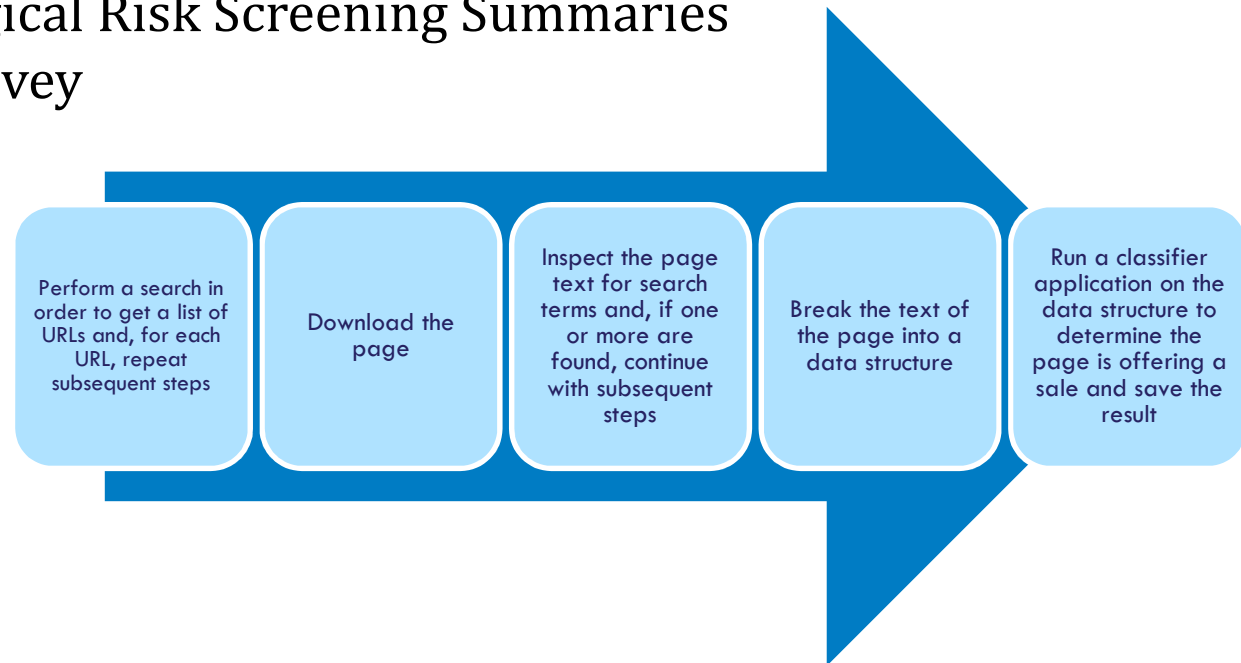 gical Risk Screening Summaries
vey
Perform a search in
order to get a list of
URLs and, for each
URL, repeat
subsequent steps
Download the
page
Inspect the page
text for search
terms and, if one
or more are
found, continue
with subsequent
steps
Break the text of
the page into a
data structure
Run a classifier
application on the
data structure to
determine the
page is offering a
sale and save the
result